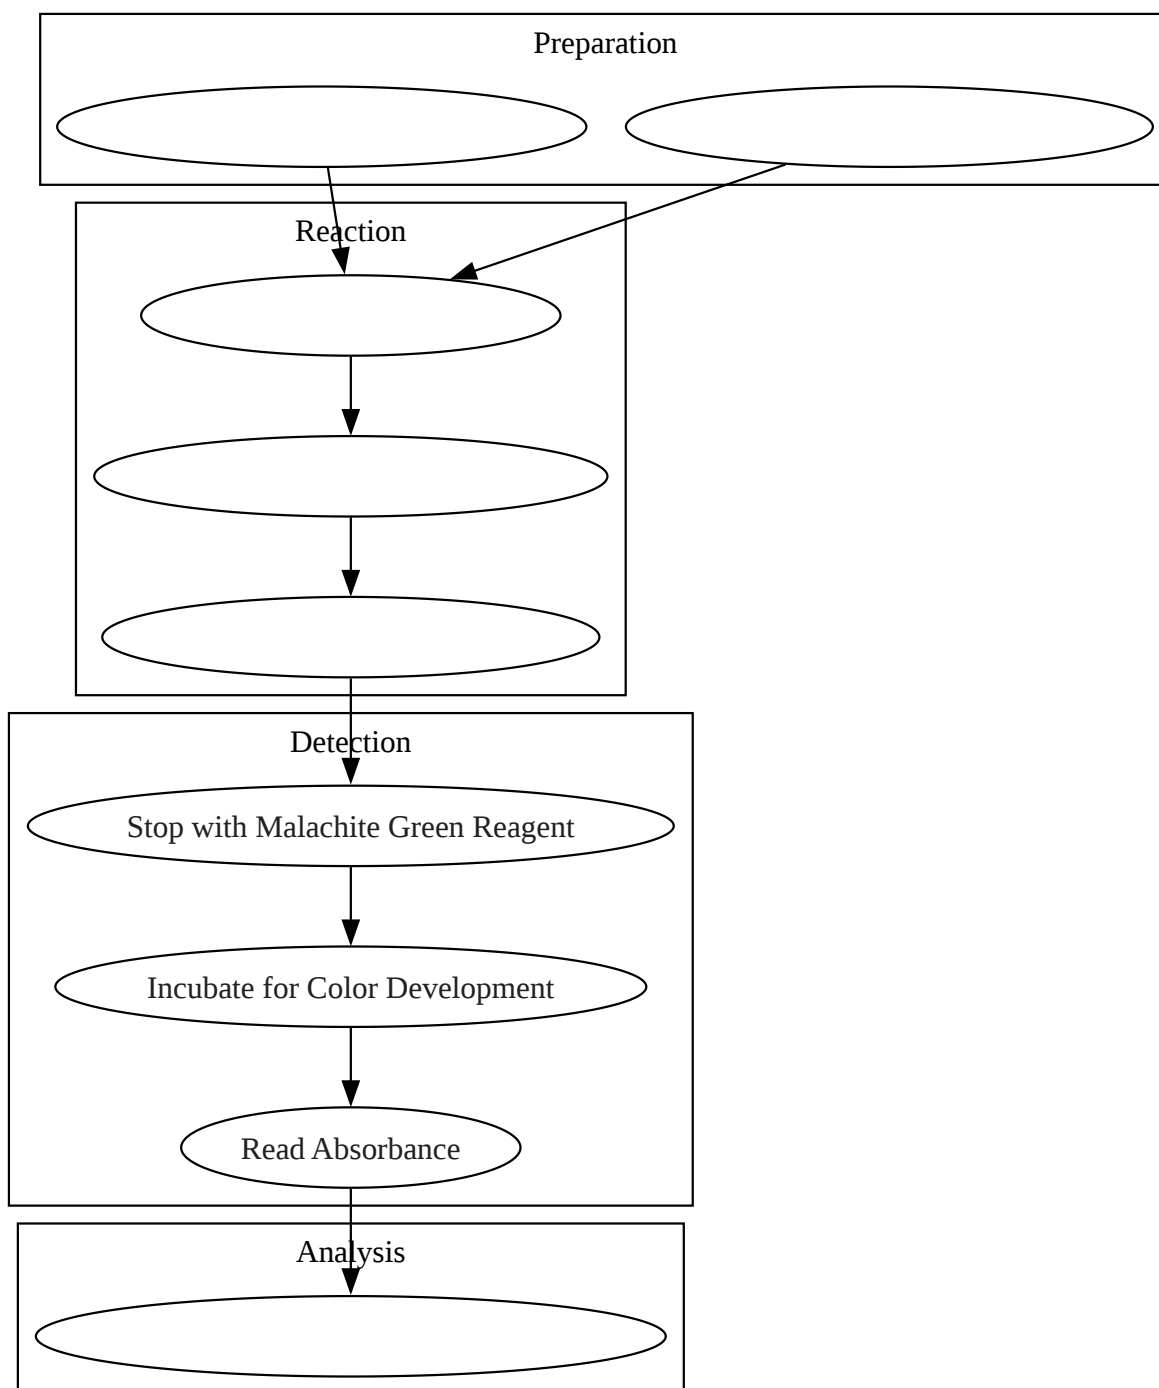 Preparation
Reaction
Detection
Stop with Malachite Green Reagent
Incubate for Color Development
Read Absorbance
Analysis